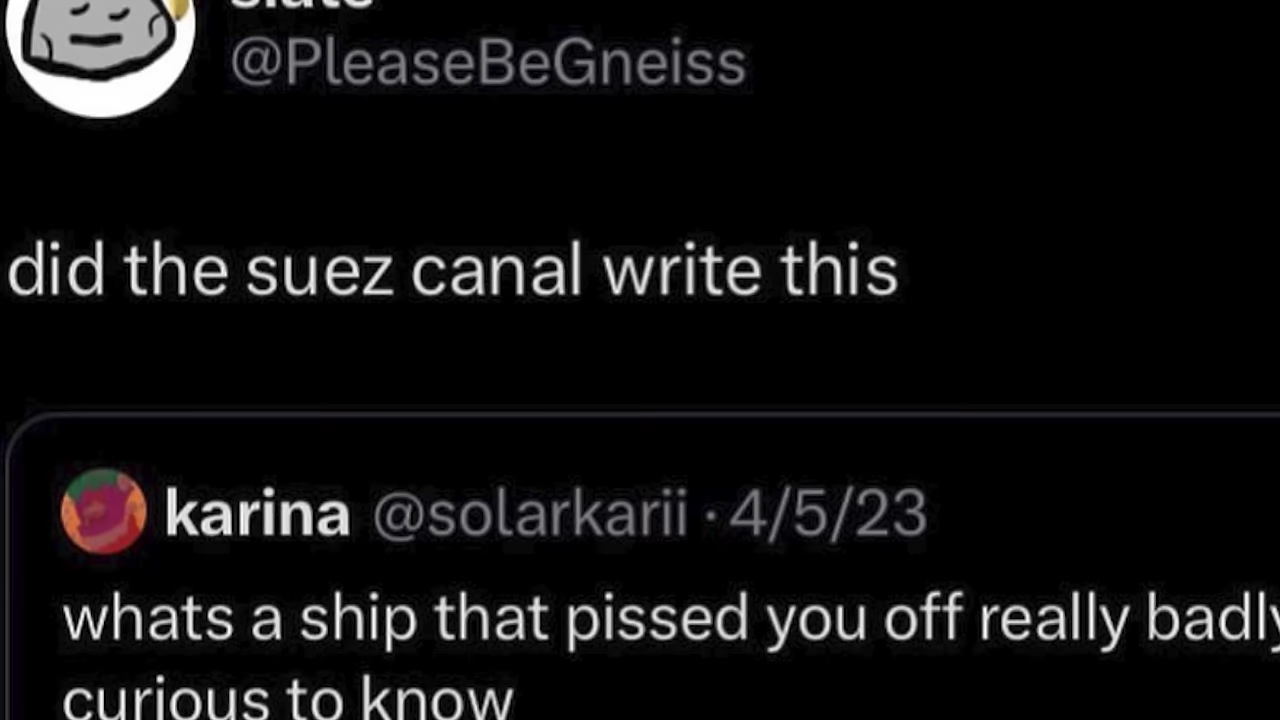 slate
@PleaseBeGneiss
did the suez canal write this
karina @solarkarii · 4/5/23
whats a ship that pissed you off really badly
curious to know